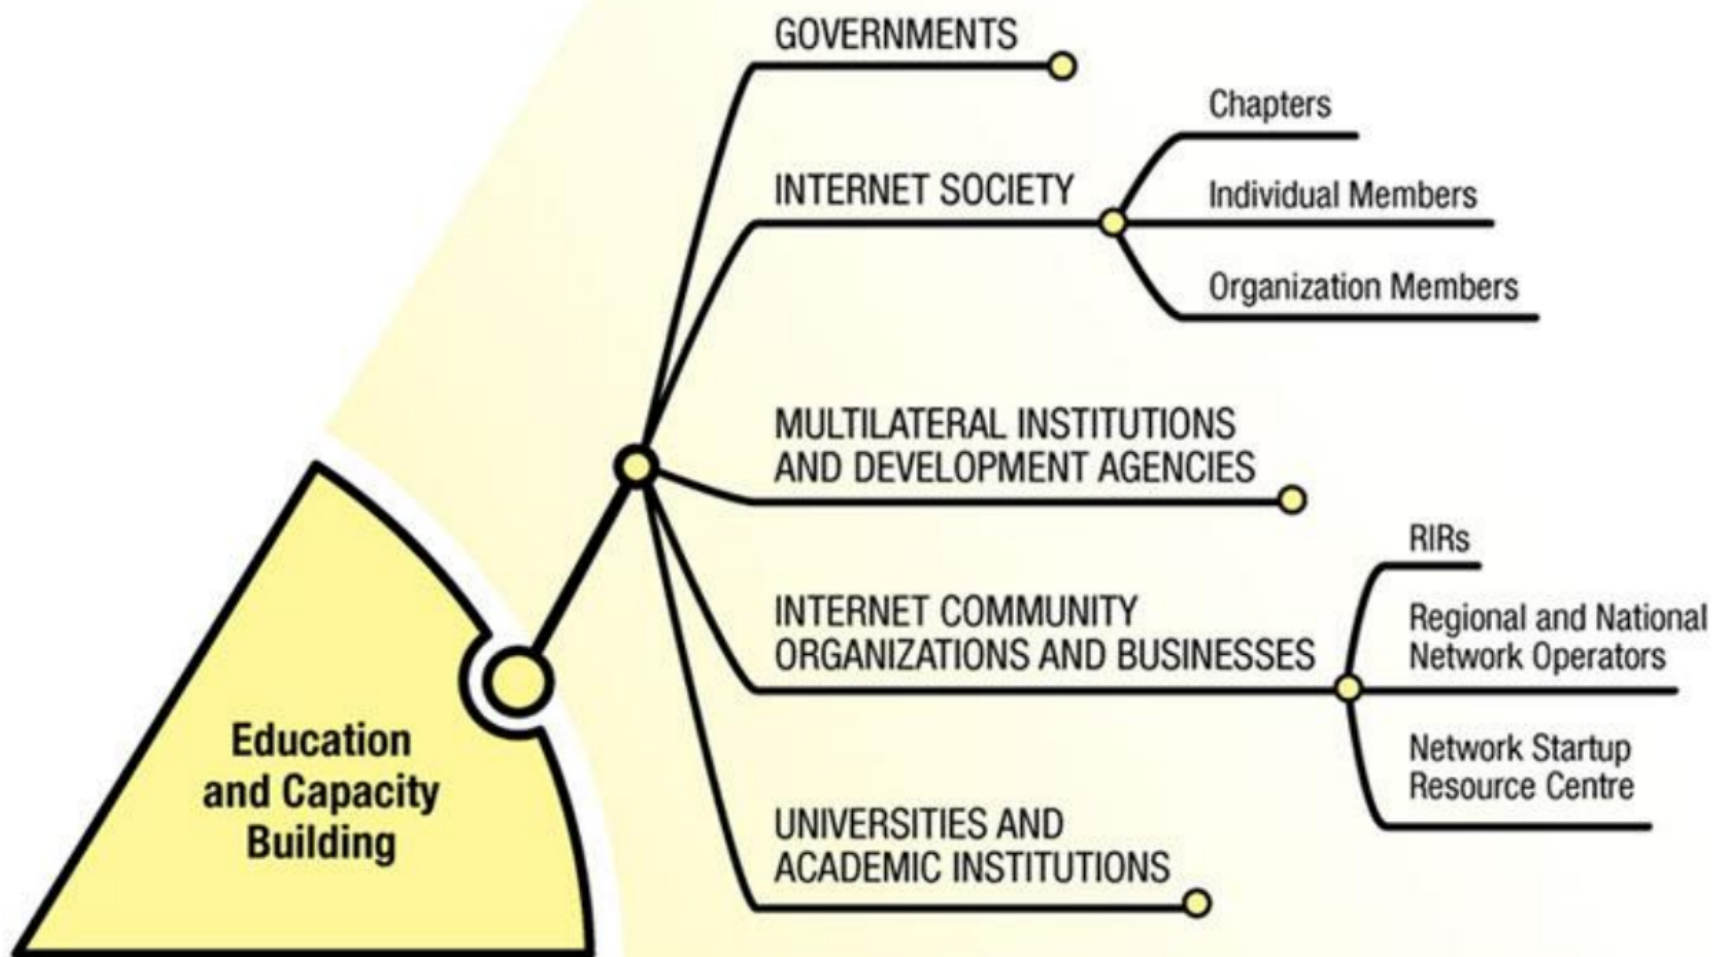 GOVERNMENTS
INTERNET SOCIETY
Chapters
Individual Members
Organization Members
MULTILATERAL INSTITUTIONS
AND DEVELOPMENT AGENCIES
INTERNET COMMUNITY
ORGANIZATIONS AND BUSINESSES
RIRs
Regional and National
Network Operators
Network Startup
Resource Centre
UNIVERSITIES AND
ACADEMIC INSTITUTIONS
Education
and Capacity
Building